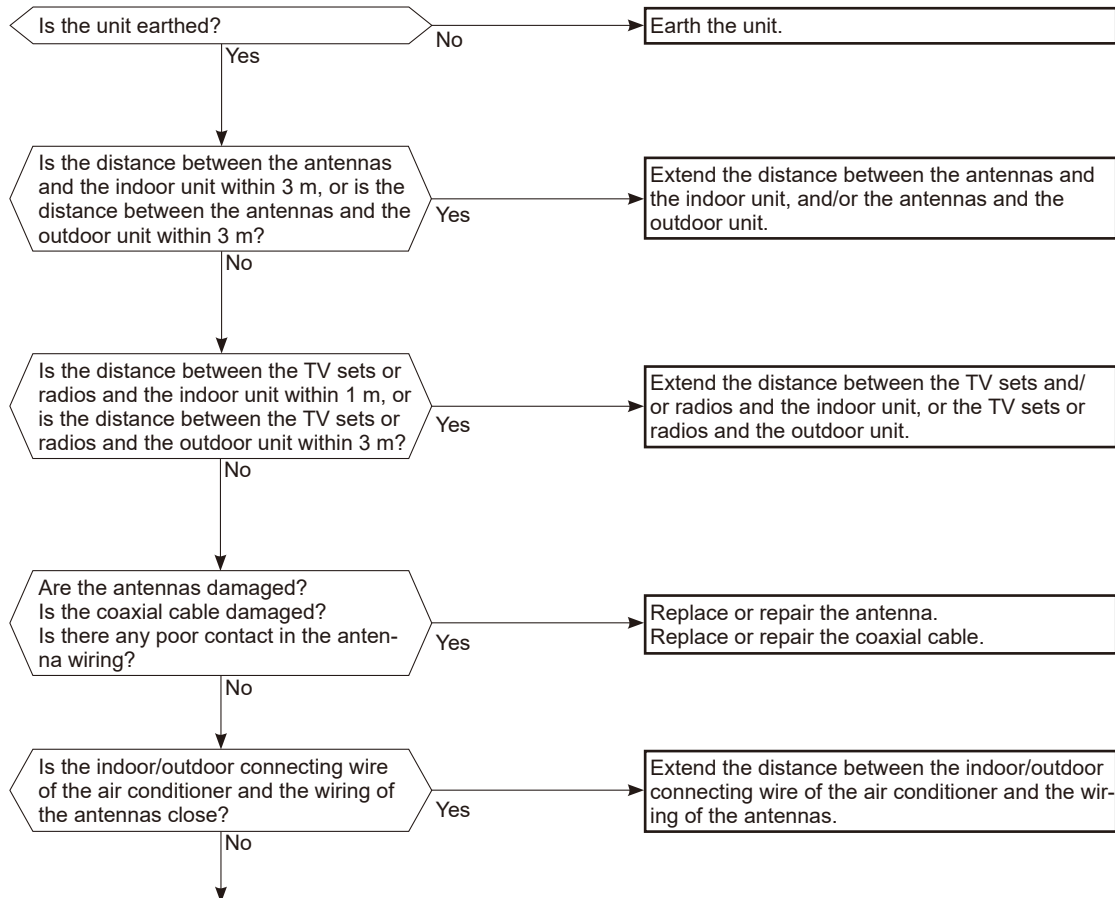 Is the unit earthed?
No
Earth the unit.
Yes
Is the distance between the antennas
and the indoor unit within 3 m, or is the
distance between the antennas and the
outdoor unit within 3 m?
Yes
Extend the distance between the antennas and
the indoor unit, and/or the antennas and the
outdoor unit.
No
Is the distance between the TV sets or
radios and the indoor unit within 1 m, or
is the distance between the TV sets or
radios and the outdoor unit within 3 m?
Yes
Extend the distance between the TV sets and/
or radios and the indoor unit, or the TV sets or
radios and the outdoor unit.
No
Are the antennas damaged?
Is the coaxial cable damaged?
Is there any poor contact in the anten-
na wiring?
Yes
Replace or repair the antenna.
Replace or repair the coaxial cable.
No
Is the indoor/outdoor connecting wire
of the air conditioner and the wiring of
the antennas close?
Yes
Extend the distance between the indoor/outdoor
connecting wire of the air conditioner and the wir-
ing of the antennas.
No